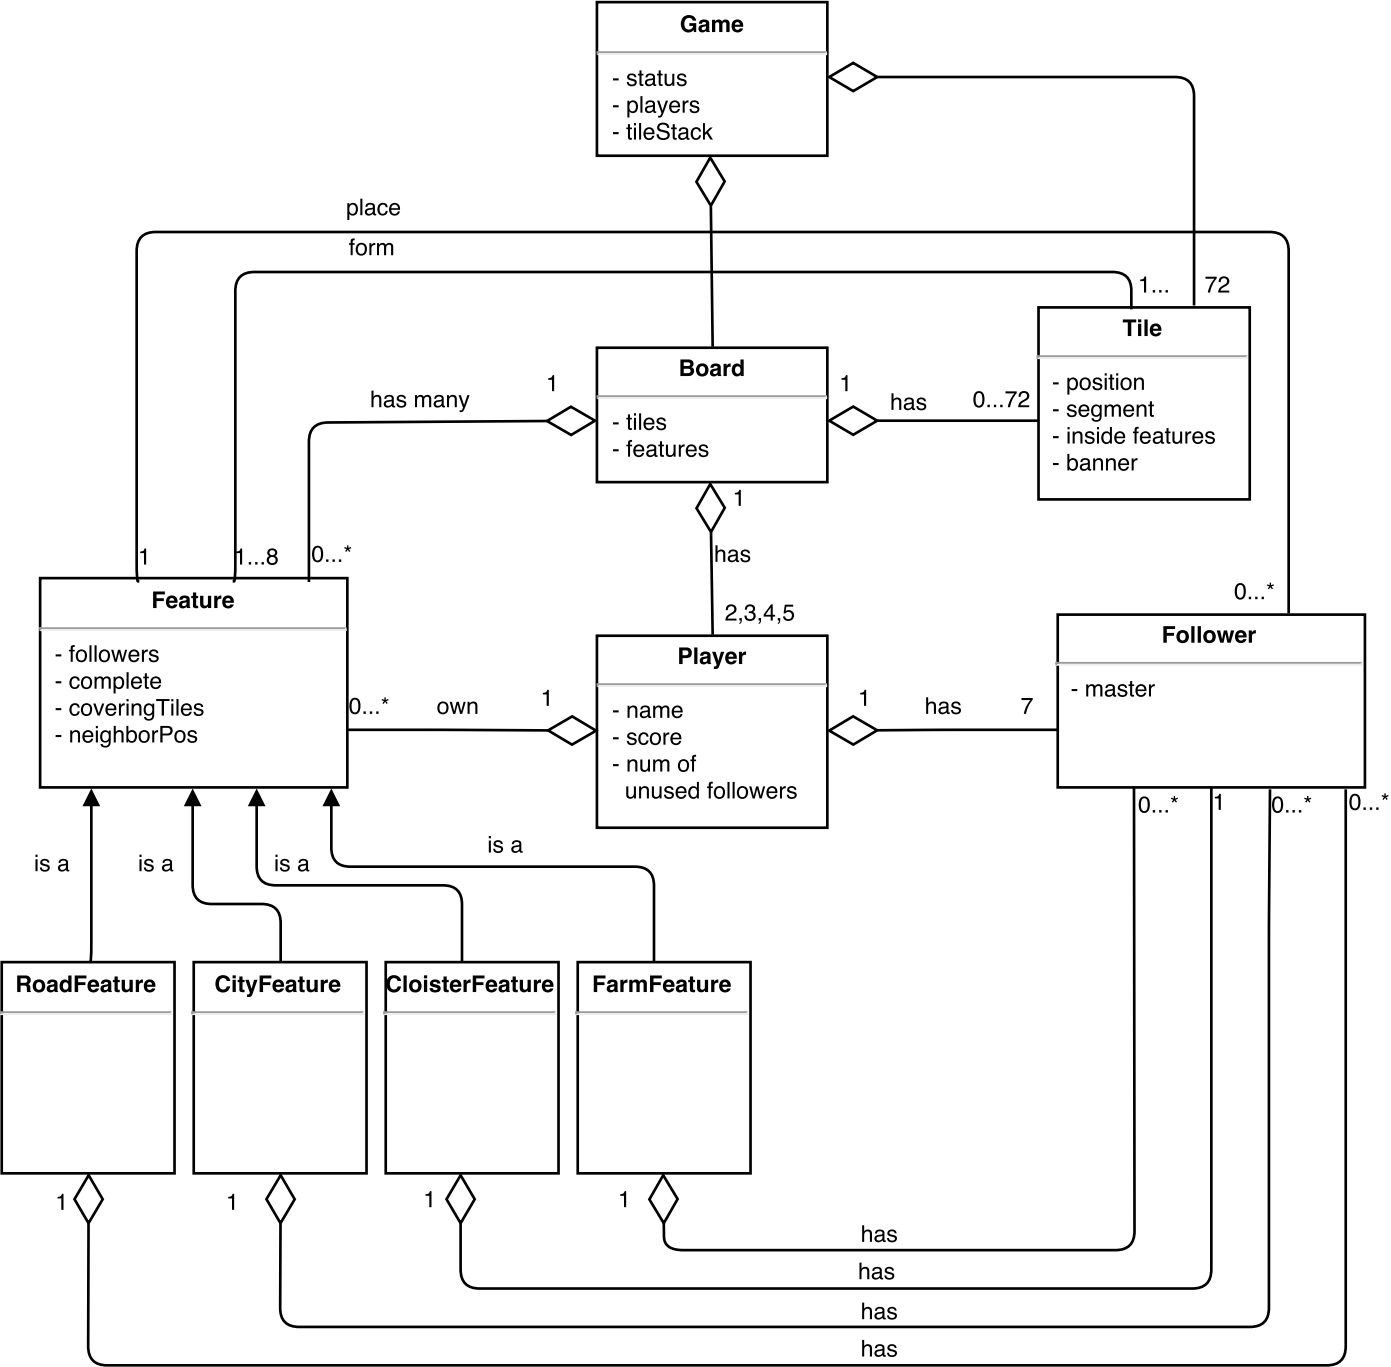 Game
- status
- players
- tileStack
place
form
1... 72
Tile
- position
- segment
- inside features
- banner
Board
- tiles
- features
has many 1
1 has 0...72
1
has
2,3,4,5
1 1...8 0...*
Feature
- followers
- complete
- coveringTiles
- neighborPos
0...* own 1
Player
- name
- score
- num of
unused followers
1 has 7
0...*
Follower
- master
0...* 1 0...* 0...*
is a is a is a is a
RoadFeature
CityFeature
CloisterFeature
FarmFeature
1 1 1 1
has
has
has
has